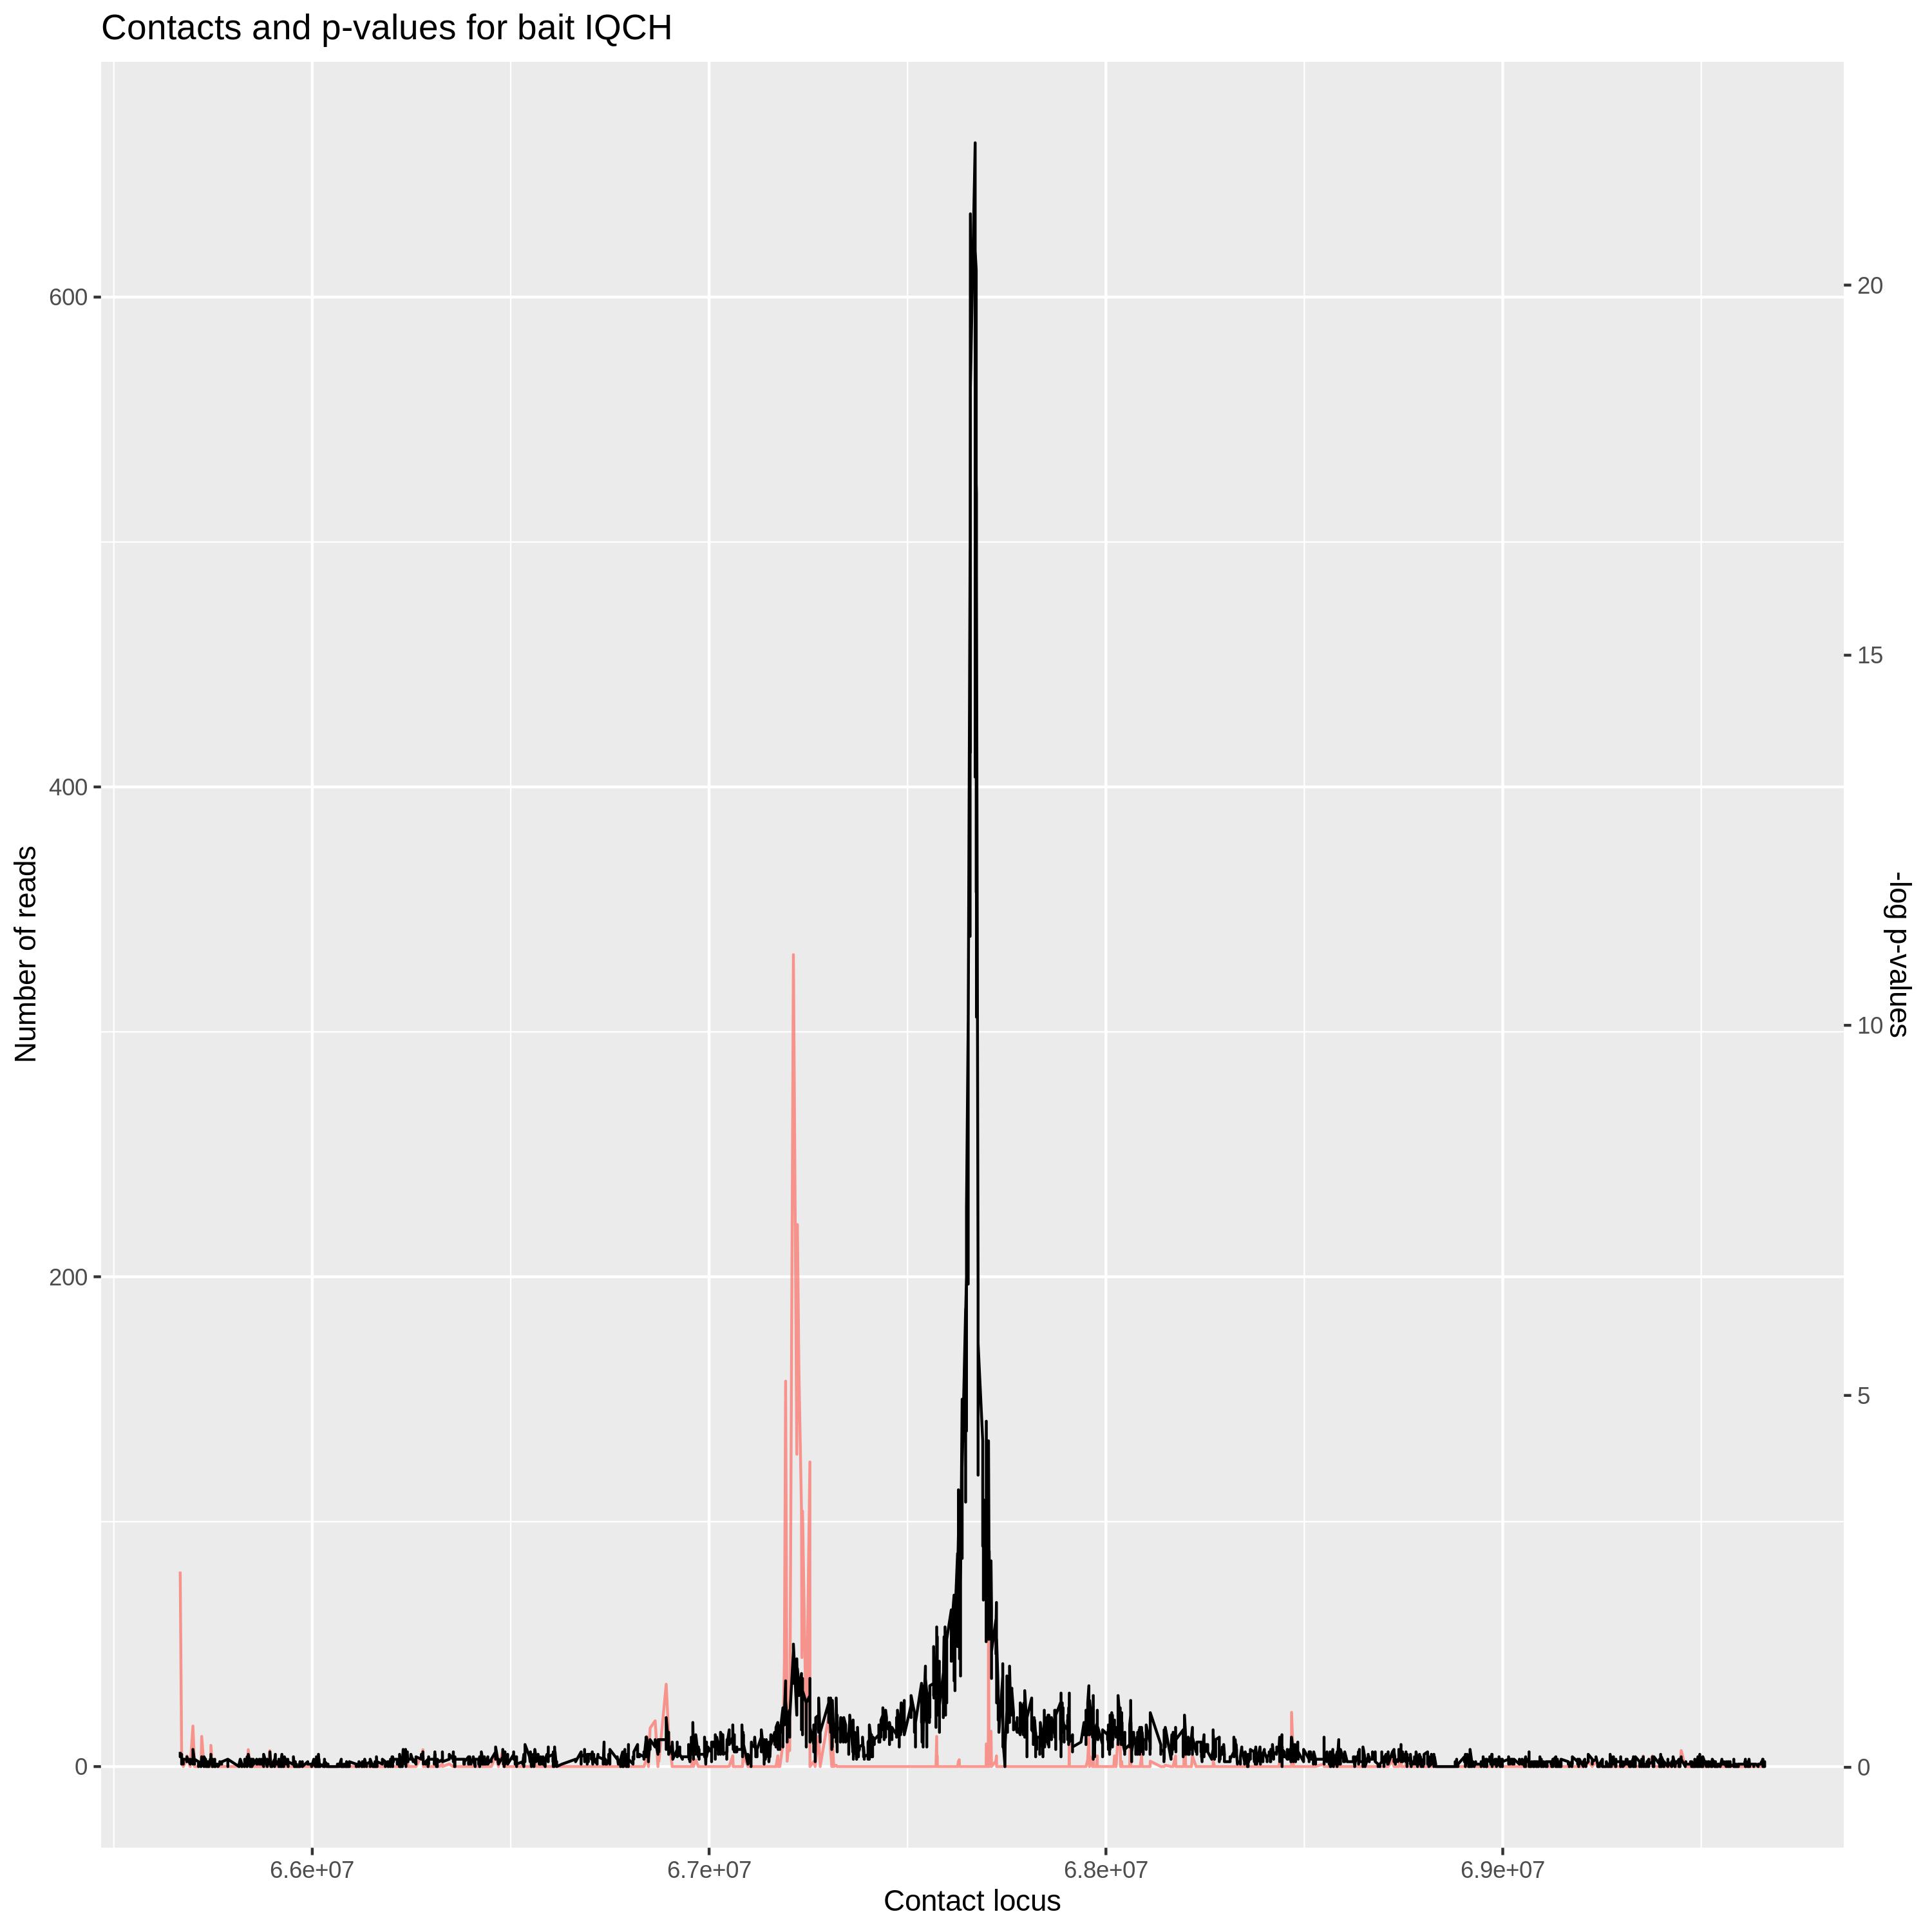 Contacts and p-values for bait IQCH
600
400
200
0
Number of reads
20
15
10
5
0
-log p-values
6.6e+07
6.7e+07
6.8e+07
6.9e+07
Contact locus